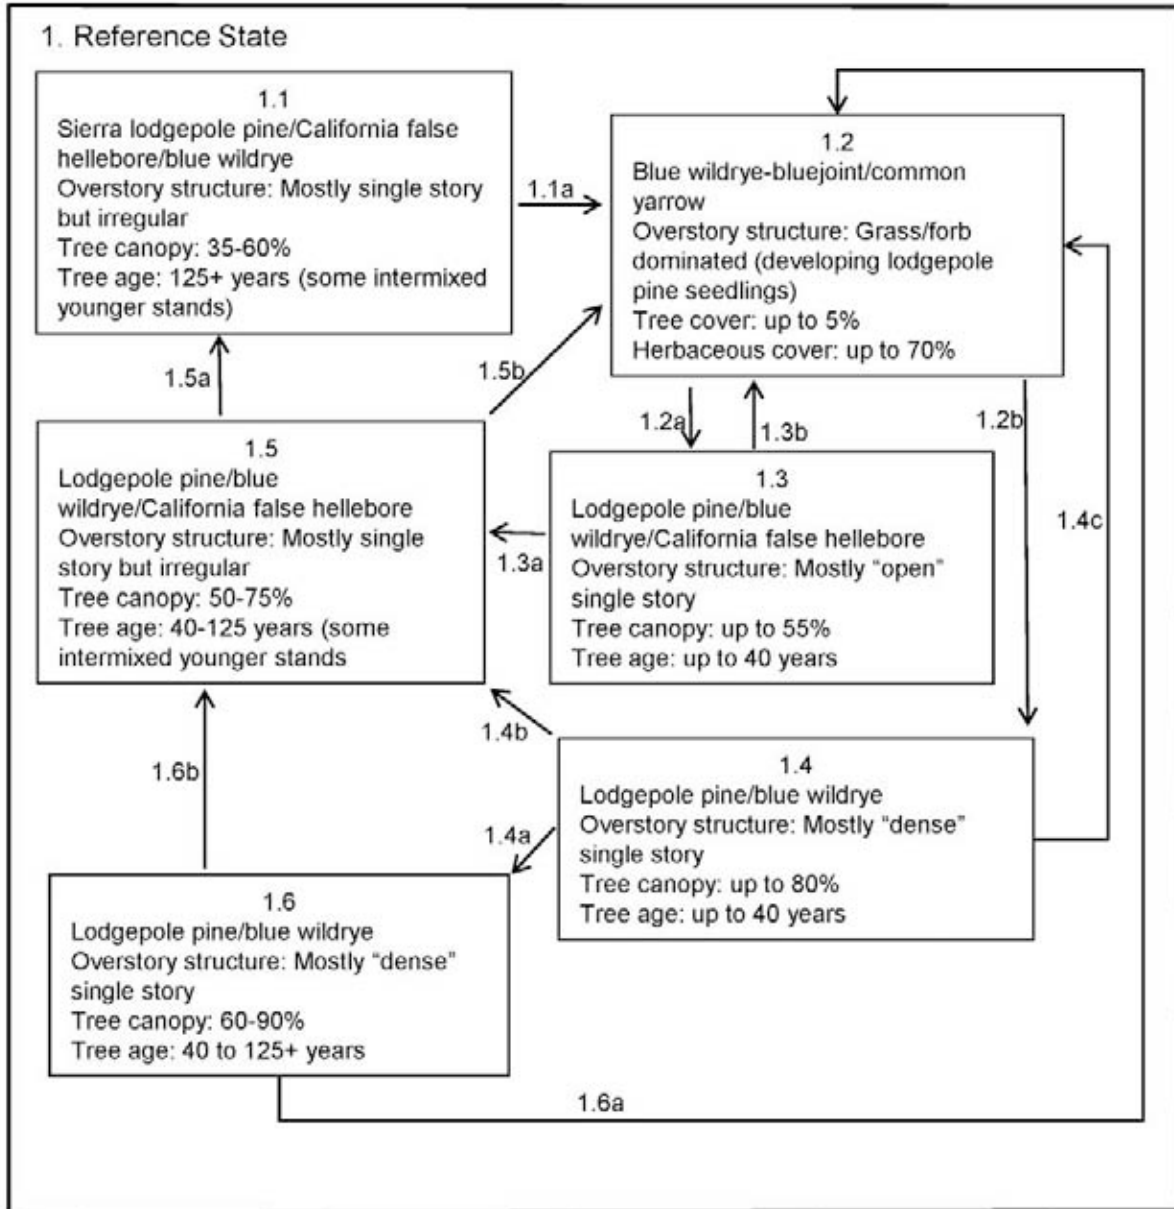 1. Reference State
1.1
Sierra lodgepole pine/California false
hellebore/blue wildrye
Overstory structure: Mostly single story
but irregular
Tree canopy: 35-60%
Tree age: 125+ years (some intermixed
younger stands)
1.1a
1.2
Blue wildrye-bluejoint/common
yarrow
Overstory structure: Grass/forb
dominated (developing lodgepole
pine seedlings)
Tree cover: up to 5%
Herbaceous cover: up to 70%
1.5a
1.5b
1.2a
1.3b
1.2b
1.5
Lodgepole pine/blue
wildrye/California false hellebore
Overstory structure: Mostly single
story but irregular
Tree canopy: 50-75%
Tree age: 40-125 years (some
intermixed younger stands
1.3a
1.3
Lodgepole pine/blue
wildrye/California false hellebore
Overstory structure: Mostly “open”
single story
Tree canopy: up to 55%
Tree age: up to 40 years
1.4c
1.4b
1.6b
1.4a
1.4
Lodgepole pine/blue wildrye
Overstory structure: Mostly “dense”
single story
Tree canopy: up to 80%
Tree age: up to 40 years
1.6
Lodgepole pine/blue wildrye
Overstory structure: Mostly “dense”
single story
Tree canopy: 60-90%
Tree age: 40 to 125+ years
1.6a